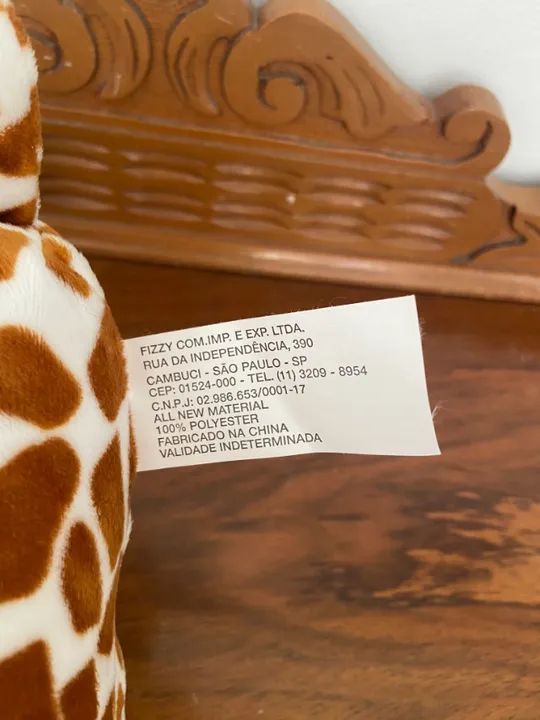 FIZZY COM.IMP. E EXP. LTDA.
RUA DA INDEPENDÊNCIA, 390
CAMBUCI - SÃO PAULO - SP
CEP: 01524-000 - TEL. (11) 3209 - 8954
C.N.P.J: 02.986.653/0001-17
ALL NEW MATERIAL
100% POLYESTER
FABRICADO NA CHINA
VALIDADE INDETERMINADA